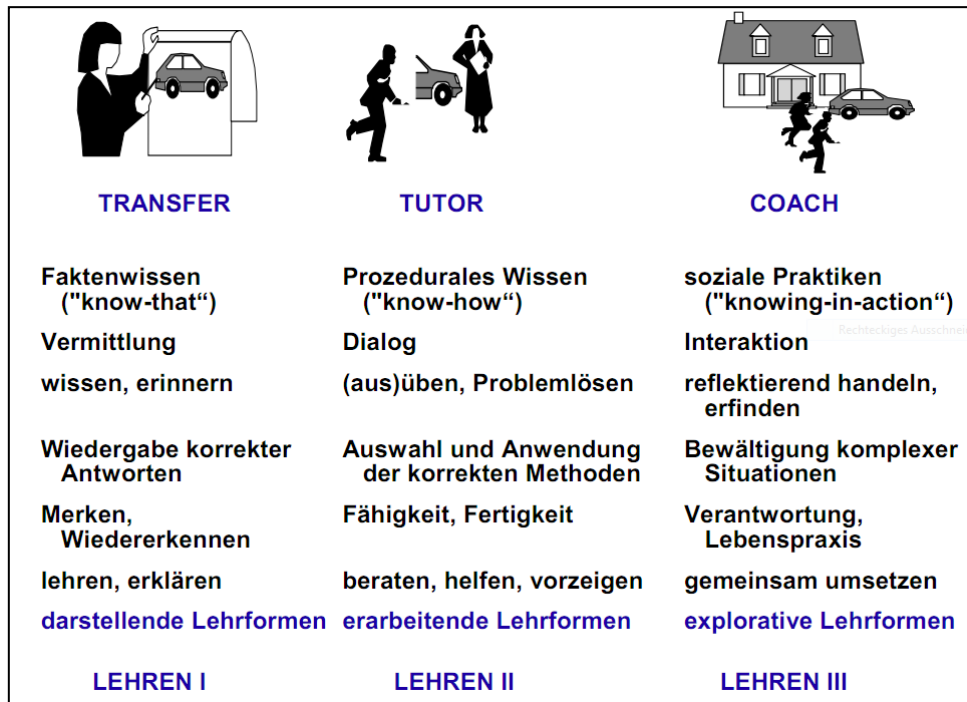 TRANSFER
TUTOR
COACH
Faktenwissen
("know-that“)
Prozedurales Wissen
("know-how“)
soziale Praktiken
("knowing-in-action“)
Rechteckiges Ausschnei
Vermittlung
Dialog
Interaktion
wissen, erinnern
(aus)üben, Problemlösen
reflektierend handeln,
erfinden
Wiedergabe korrekter
Antworten
Auswahl und Anwendung
der korrekten Methoden
Bewältigung komplexer
Situationen
Merken,
Wiedererkennen
Fähigkeit, Fertigkeit
Verantwortung,
Lebenspraxis
lehren, erklären
beraten, helfen, vorzeigen
gemeinsam umsetzen
darstellende Lehrformen
erarbeitende Lehrformen
explorative Lehrformen
LEHREN I
LEHREN II
LEHREN III